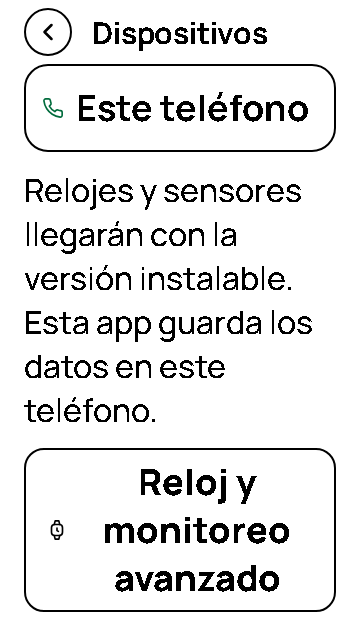 Dispositivos
Este teléfono
Relojes y sensores
llegarán con la
versión instalable.
Esta app guarda los
datos en este
teléfono.
Reloj y
monitoreo
avanzado